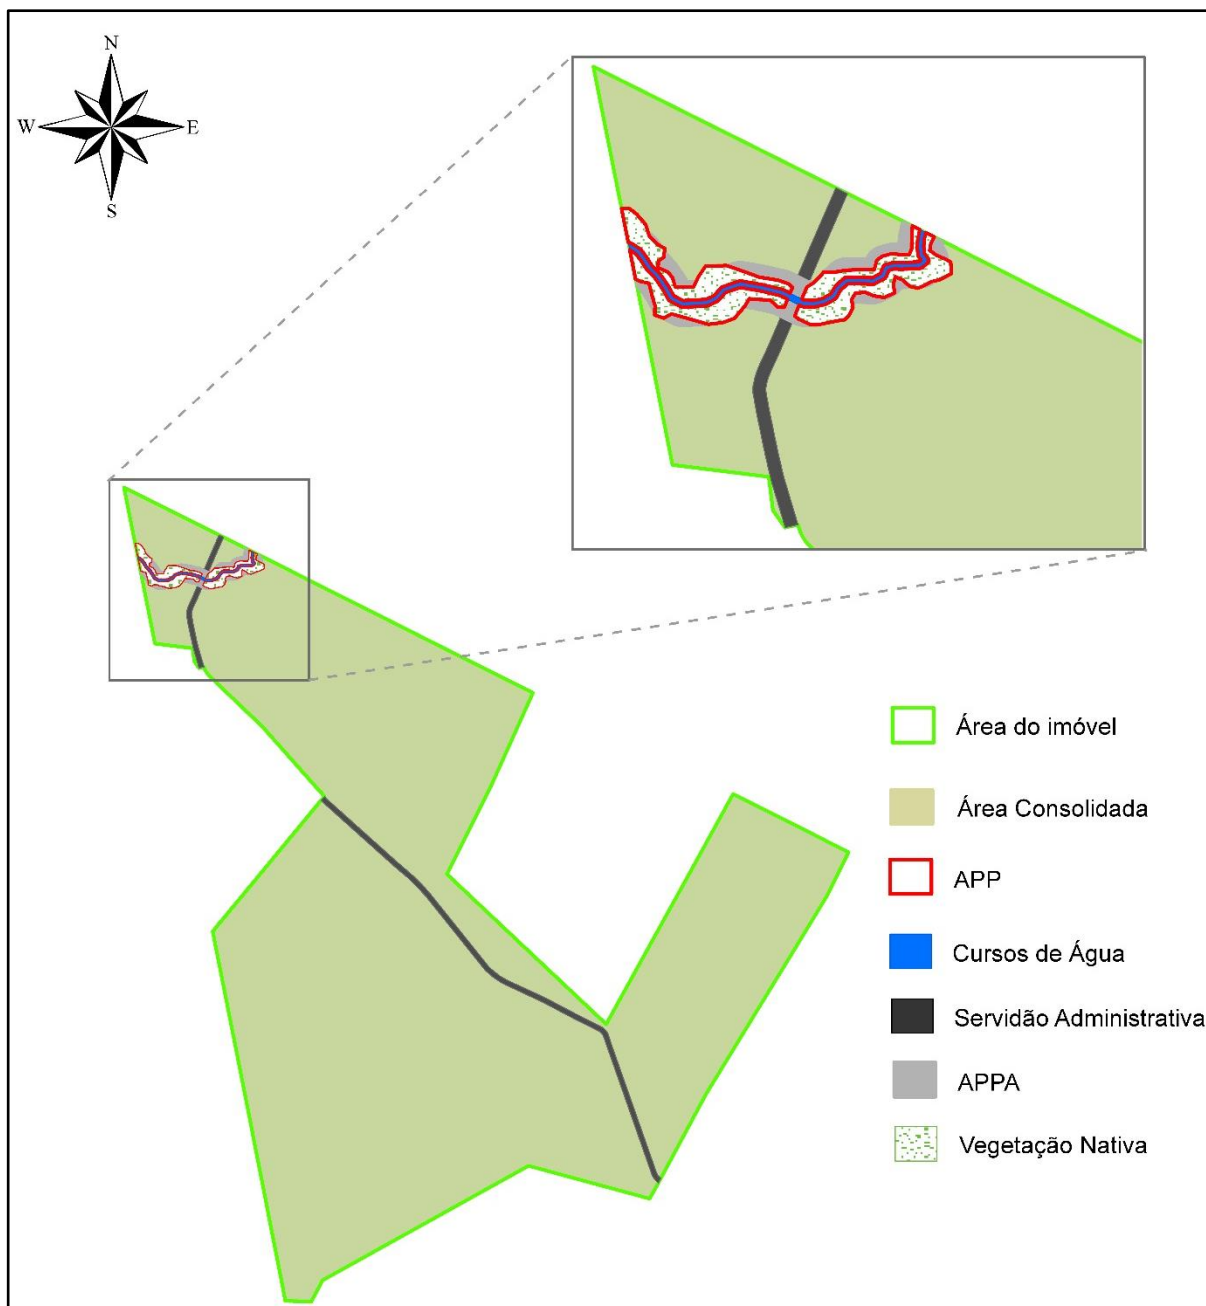 N
W E
S
Área do imóvel
Área Consolidada
APP
Cursos de Água
Servidão Administrativa
APPA
Vegetação Nativa